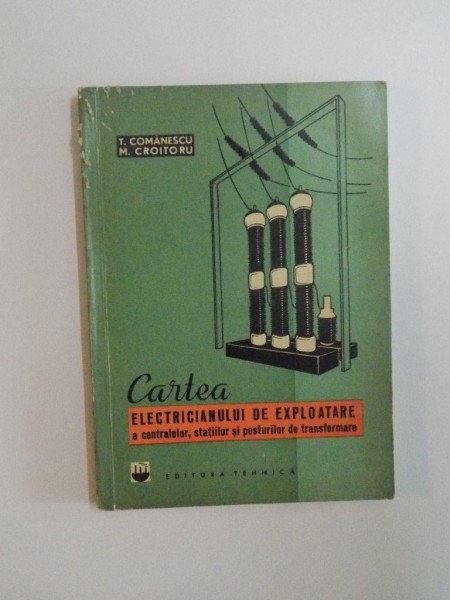 T. COMĂNESCU
M. CROITORU
Cartea
ELECTRICIANULUI DE EXPLOATARE
a centralelor, stațiilor și posturilor de transformare
EDITURA TEHNICĂ